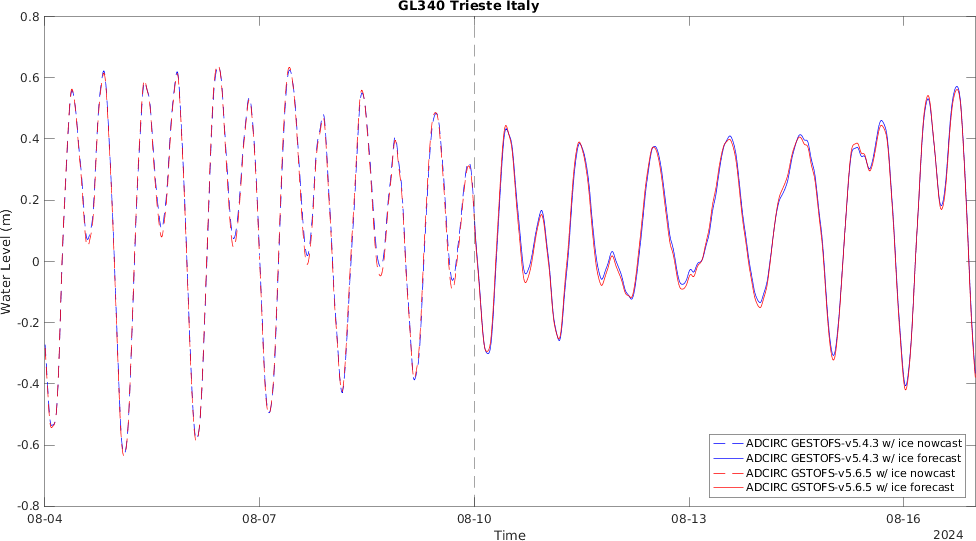 GL340 Trieste Italy
0.8
0.6
0.4
0.2
0
-0.2
-0.4
-0.6
-0.8
Water Level (m)
ADCIRC GESTOFS-v5.4.3 w/ ice nowcast
ADCIRC GESTOFS-v5.4.3 w/ ice forecast
ADCIRC GSTOFS-v5.6.5 w/ ice nowcast
ADCIRC GSTOFS-v5.6.5 w/ ice forecast
08-04 08-07 08-10 08-13 08-16
Time
2024